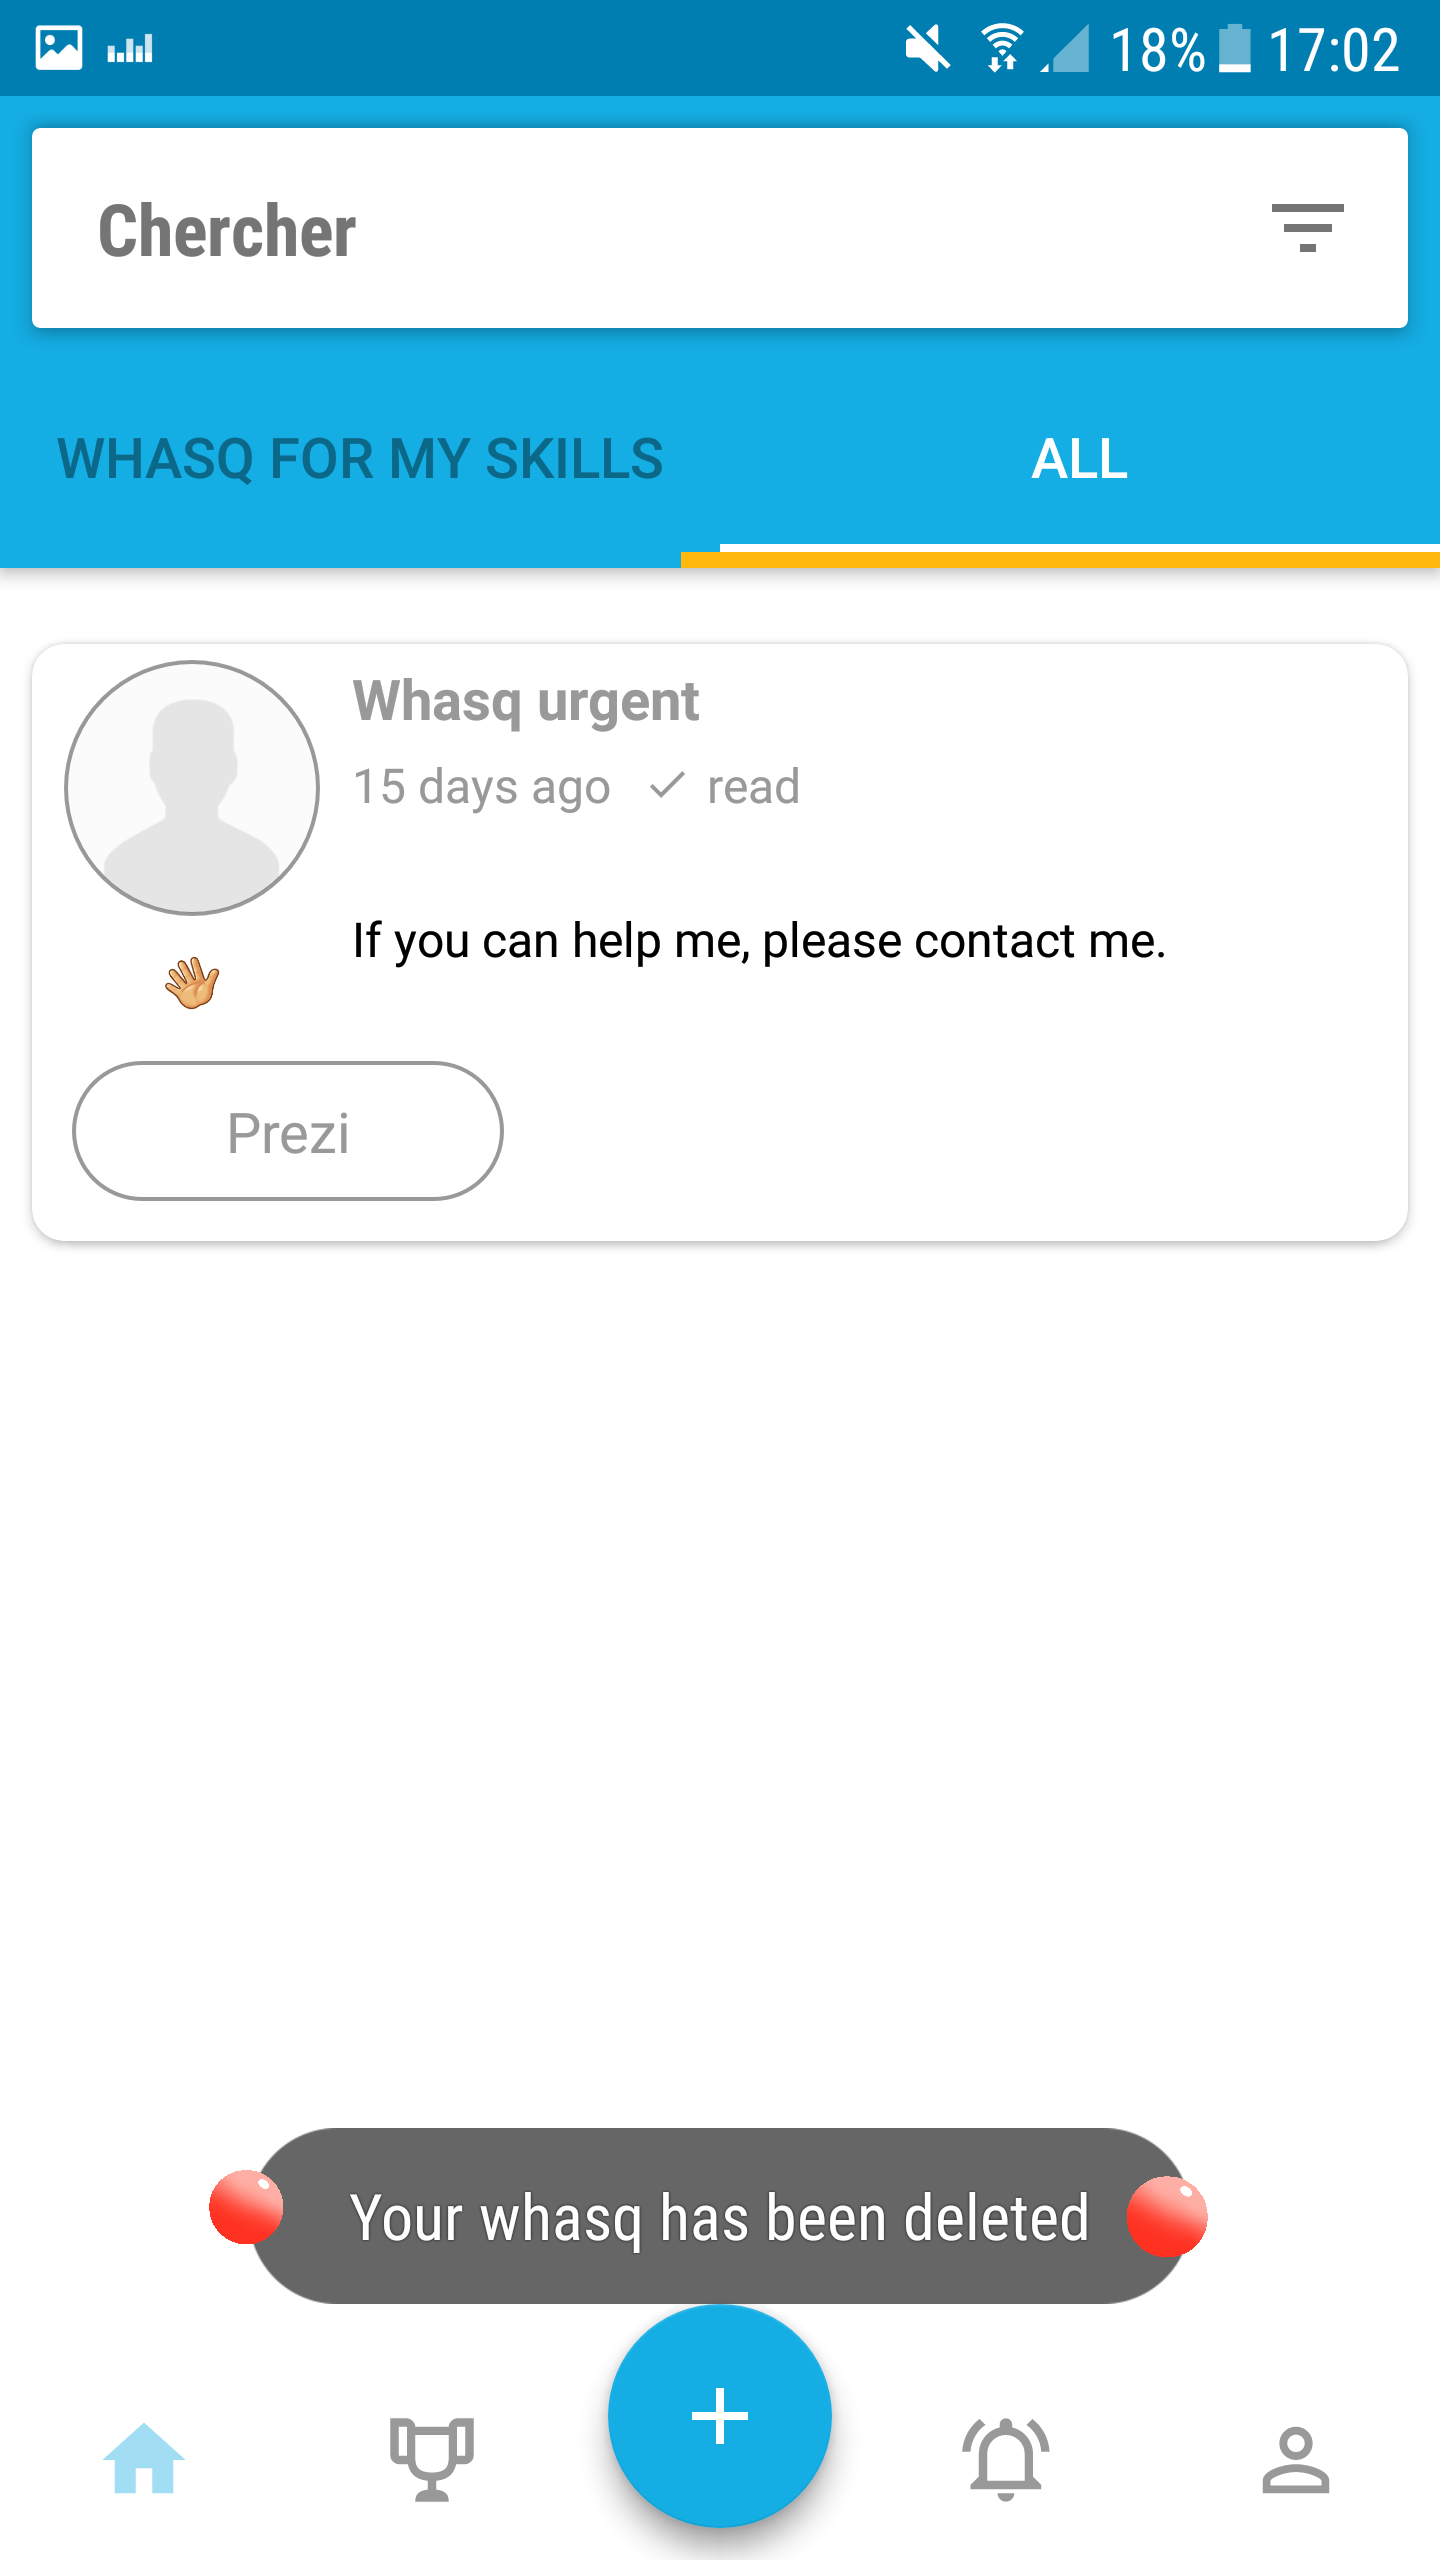 18% 17:02
Chercher
WHASQ FOR MY SKILLS ALL
Whasq urgent
15 days ago ✓ read
If you can help me, please contact me.
Prezi
Your whasq has been deleted